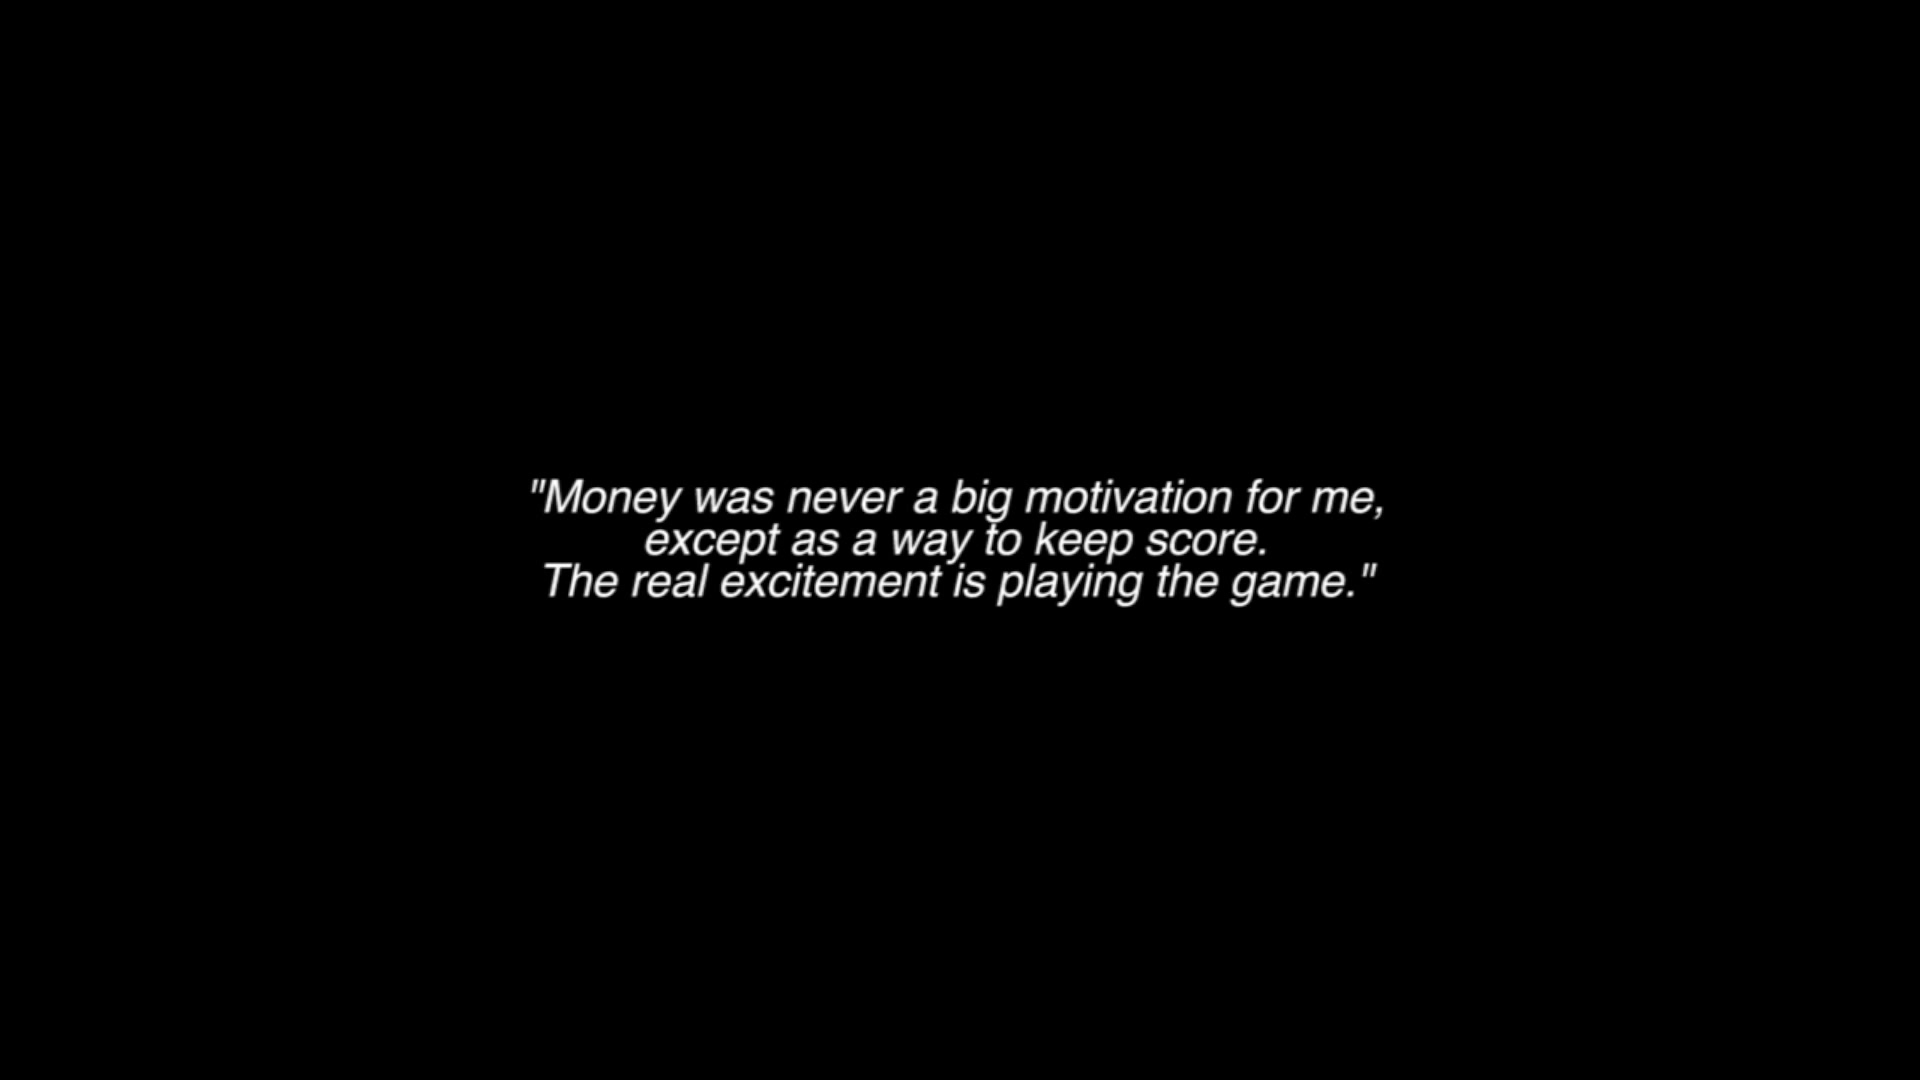 "Money was never a big motivation for me,
except as a way to keep score.
The real excitement is playing the game."